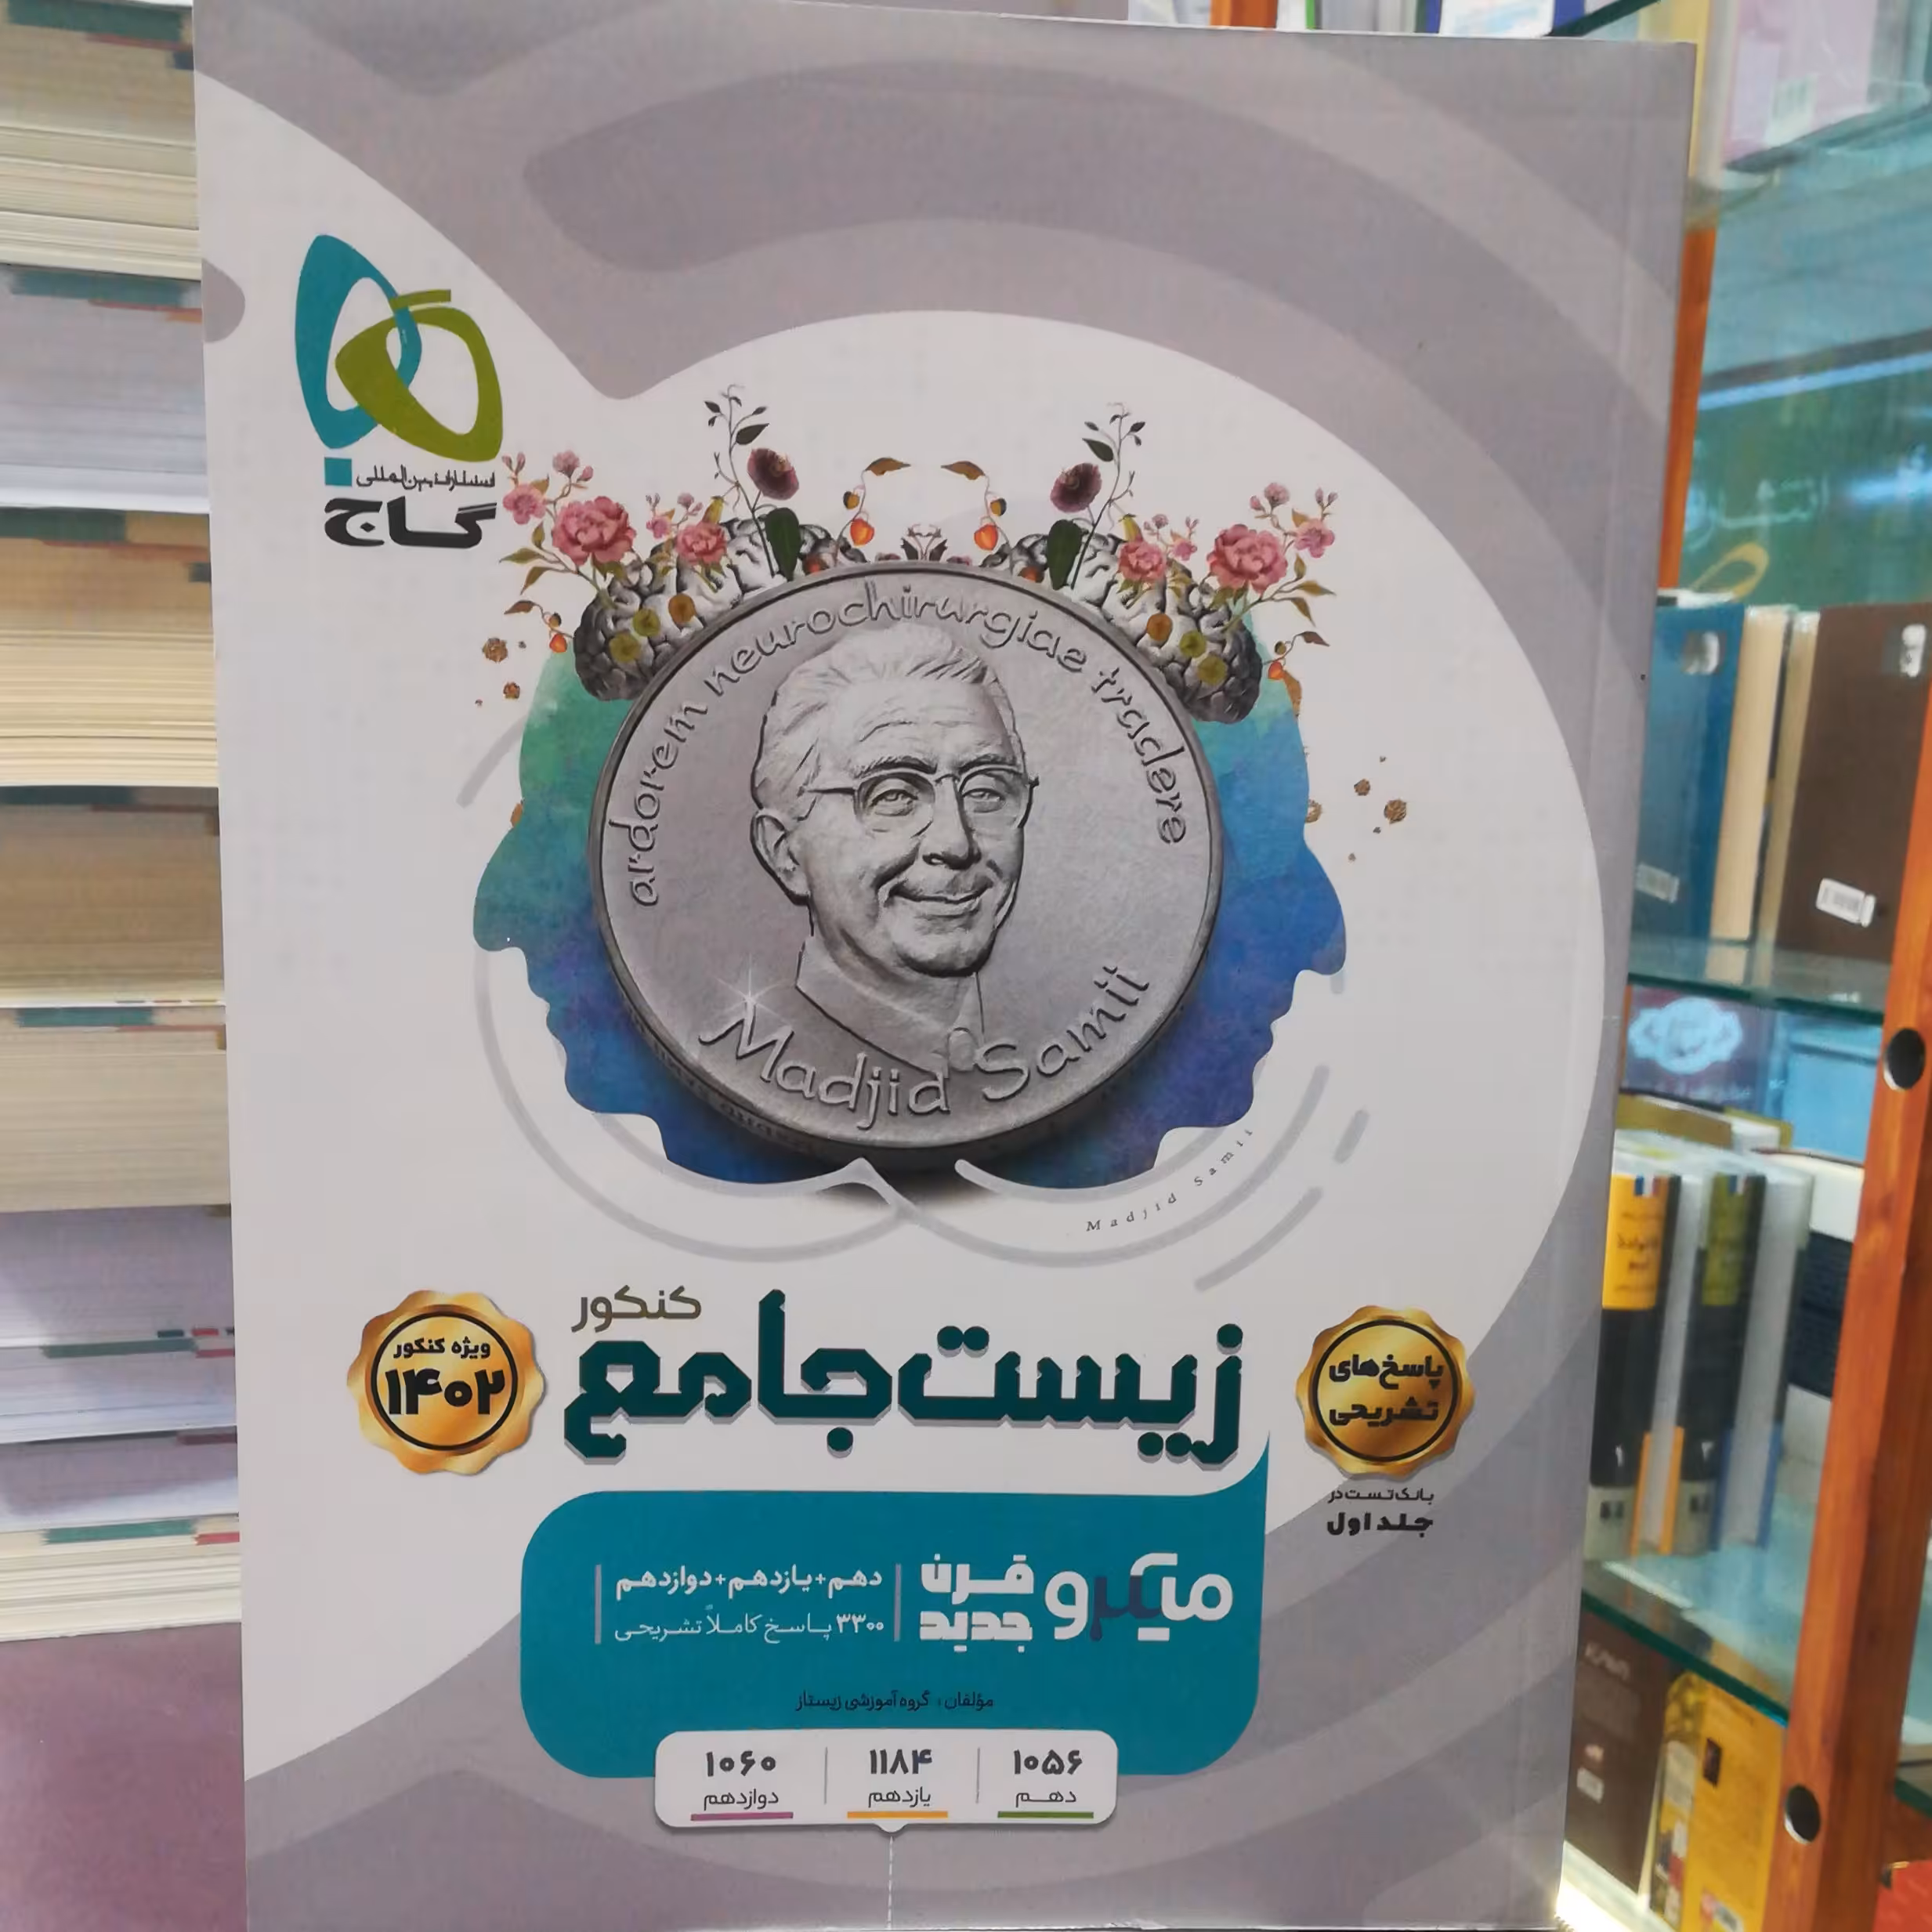 انتشارات بین‌المللی
گاج
ardorem neurochirurgiae tradere
Madjid Samii
Madjid Samii
کنکور
زیست جامع
ویژه کنکور
۱۴۰۲
پاسخ‌های
تشریحی
بانک تست در
جلد اول
میکرو
قرن
جدید
دهم+یازدهم+دوازدهم
۳۳۰۰ پاسخ کاملاً تشریحی
مؤلفان: گروه آموزشی زیستاز
۱۰۵۶
دهم
۱۱۸۴
یازدهم
۱۰۶۰
دوازدهم